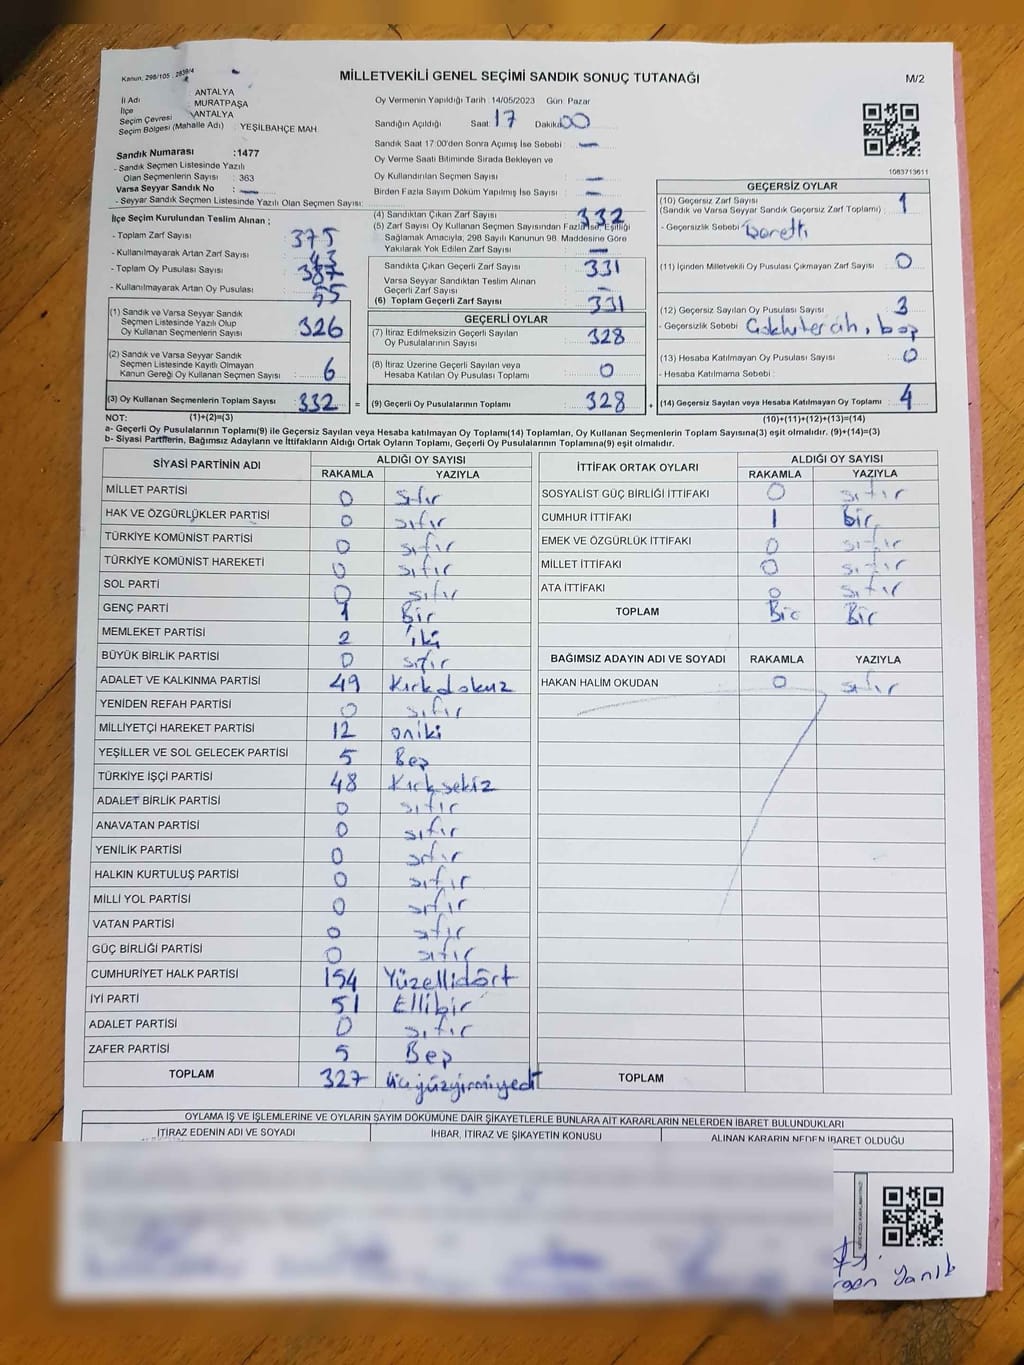 Kanun, 298/105 , 2839/4
MİLLETVEKİLİ GENEL SEÇİMİ SANDIK SONUÇ TUTANAĞI
M/2
İl Adı ANTALYA
İlçe MURATPAŞA
Seçim Çevresi ANTALYA
Seçim Bölgesi (Mahalle Adı) : YEŞİLBAHÇE MAH.
Oy Vermenin Yapıldığı Tarih :14/05/2023 Gün :Pazar
Sandığın Açıldığı Saat: 17 Dakika: 00
Sandık Numarası :1477
- Sandık Seçmen Listesinde Yazılı
Olan Seçmenlerin Sayısı : 363
Varsa Seyyar Sandık No : —
- Seyyar Sandık Seçmen Listesinde Yazılı Olan Seçmen Sayısı:
Sandık Saat 17:00'den Sonra Açımış İse Sebebi : —
Oy Verme Saati Bitiminde Sırada Bekleyen ve
Oy Kullandırılan Seçmen Sayısı : —
Birden Fazla Sayım Döküm Yapılmış İse Sayısı : —
1083713611
İlçe Seçim Kurulundan Teslim Alınan ;
- Toplam Zarf Sayısı : 375
- Kullanılmayarak Artan Zarf Sayısı : 43
- Toplam Oy Pusulası Sayısı : 387
- Kullanılmayarak Artan Oy Pusulası : 55
(1) Sandık ve Varsa Seyyar Sandık
Seçmen Listesinde Yazılı Olup
Oy Kullanan Seçmenlerin Sayısı : 326
(2) Sandık ve Varsa Seyyar Sandık
Seçmen Listesinde Kayıtlı Olmayan
Kanun Gereği Oy Kullanan Seçmen Sayısı : 6
(3) Oy Kullanan Seçmenlerin Toplam Sayısı : 332 =
(4) Sandıktan Çıkan Zarf Sayısı : 332
(5) Zarf Sayısı Oy Kullanan Seçmen Sayısından Fazla ise, Eşitliği
Sağlamak Amacıyla, 298 Sayılı Kanunun 98. Maddesine Göre
Yakılarak Yok Edilen Zarf Sayısı : —
Sandıkta Çıkan Geçerli Zarf Sayısı : 331
Varsa Seyyar Sandıktan Teslim Alınan
Geçerli Zarf Sayısı : —
(6) Toplam Geçerli Zarf Sayısı : 331
GEÇERLİ OYLAR
(7) İtiraz Edilmeksizin Geçerli Sayılan
Oy Pusulalarının Sayısı : 328
(8) İtiraz Üzerine Geçerli Sayılan veya
Hesaba Katılan Oy Pusulası Toplamı : 0
(9) Geçerli Oy Pusulalarının Toplamı : 328 +
GEÇERSİZ OYLAR
(10) Geçersiz Zarf Sayısı
(Sandık ve Varsa Seyyar Sandık Geçersiz Zarf Toplamı) : 1
- Geçersizlik Sebebi :
(11) İçinden Milletvekili Oy Pusulası Çıkmayan Zarf Sayısı : 0
(12) Geçersiz Sayılan Oy Pusulası Sayısı : 3
- Geçersizlik Sebebi : boş
(13) Hesaba Katılmayan Oy Pusulası Sayısı : 0
- Hesaba Katılmama Sebebi :
(14) Geçersiz Sayılan veya Hesaba Katılmayan Oy Toplamı : 4
NOT: (1)+(2)=(3) (10)+(11)+(12)+(13)=(14)
a- Geçerli Oy Pusulalarının Toplamı(9) ile Geçersiz Sayılan veya Hesaba katılmayan Oy Toplamı(14) Toplamları, Oy Kullanan Seçmenlerin Toplam Sayısına(3) eşit olmalıdır. (9)+(14)=(3)
b- Siyasi Partilerin, Bağımsız Adayların ve İttifakların Aldığı Ortak Oyların Toplamı, Geçerli Oy Pusulalarının Toplamına(9) eşit olmalıdır.
SİYASİ PARTİNİN ADI ALDIĞI OY SAYISI
RAKAMLA YAZIYLA
MİLLET PARTİSİ 0 sıfır
HAK VE ÖZGÜRLÜKLER PARTİSİ 0 sıfır
TÜRKİYE KOMÜNİST PARTİSİ 0 sıfır
TÜRKİYE KOMÜNİST HAREKETİ 0 sıfır
SOL PARTİ 0 sıfır
GENÇ PARTİ 1 Bir
MEMLEKET PARTİSİ 2 iki
BÜYÜK BİRLİK PARTİSİ 0 sıfır
ADALET VE KALKINMA PARTİSİ 49 Kırkdokuz
YENİDEN REFAH PARTİSİ 0 sıfır
MİLLİYETÇİ HAREKET PARTİSİ 12 oniki
YEŞİLLER VE SOL GELECEK PARTİSİ 5 Beş
TÜRKİYE İŞÇİ PARTİSİ 48 Kırksekiz
ADALET BİRLİK PARTİSİ 0 sıfır
ANAVATAN PARTİSİ 0 sıfır
YENİLİK PARTİSİ 0 sıfır
HALKIN KURTULUŞ PARTİSİ 0 sıfır
MİLLİ YOL PARTİSİ 0 sıfır
VATAN PARTİSİ 0 sıfır
GÜÇ BİRLİĞİ PARTİSİ 0 sıfır
CUMHURİYET HALK PARTİSİ 154 Yüzellidört
İYİ PARTİ 51 Ellibir
ADALET PARTİSİ 0 sıfır
ZAFER PARTİSİ 5 Beş
TOPLAM 327 üçyüzyirmiyedi
İTTİFAK ORTAK OYLARI ALDIĞI OY SAYISI
RAKAMLA YAZIYLA
SOSYALİST GÜÇ BİRLİĞİ İTTİFAKI 0 sıfır
CUMHUR İTTİFAKI 1 Bir
EMEK VE ÖZGÜRLÜK İTTİFAKI 0 sıfır
MİLLET İTTİFAKI 0 sıfır
ATA İTTİFAKI 0 sıfır
TOPLAM Bir Bir
BAĞIMSIZ ADAYIN ADI VE SOYADI RAKAMLA YAZIYLA
HAKAN HALİM OKUDAN 0 sıfır
TOPLAM
OYLAMA İŞ VE İŞLEMLERİNE VE OYLARIN SAYIM DÖKÜMÜNE DAİR ŞİKAYETLERLE BUNLARA AİT KARARLARIN NELERDEN İBARET BULUNDUKLARI
İTİRAZ EDENİN ADI VE SOYADI İHBAR, İTİRAZ VE ŞİKAYETİN KONUSU ALINAN KARARIN NEDEN İBARET OLDUĞU
Yanık